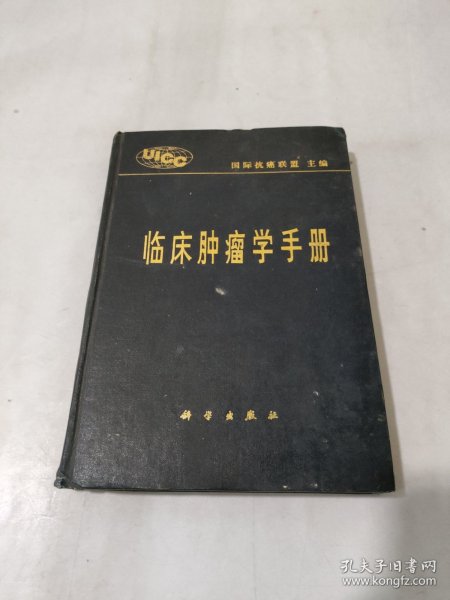 UICC
国际抗癌联盟 主编
临床肿瘤学手册
科学出版社
孔夫子旧书网
www.kongfz.com